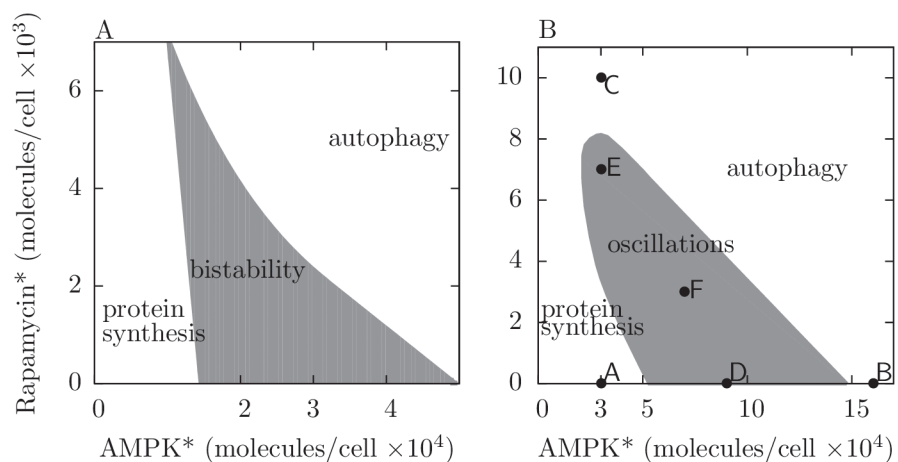 A
Rapamycin* (molecules/cell ×10³)
6
4
2
0
autophagy
bistability
protein
synthesis
0
2
3
4
AMPK* (molecules/cell ×10⁴)
B
10
8
6
4
2
0
C
E
autophagy
oscillations
F
protein
synthesis
A
D
B
0
3
5
10
15
AMPK* (molecules/cell ×10⁴)